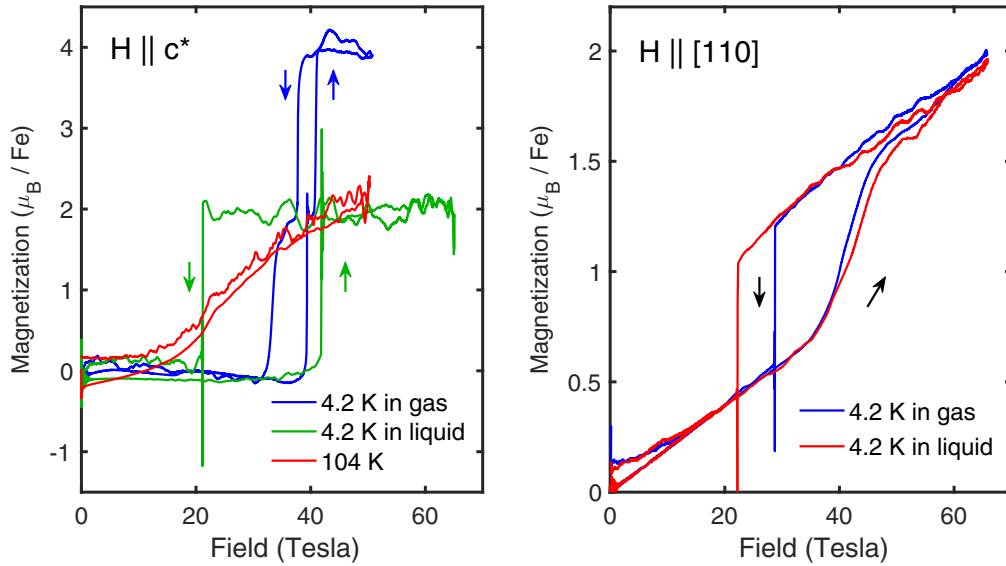 H || c*
Magnetization (μB / Fe)
4
3
2
1
0
-1
0
20
40
60
Field (Tesla)
4.2 K in gas
4.2 K in liquid
104 K
H || [110]
Magnetization (μB / Fe)
2
1.5
1
0.5
0
0
20
40
60
Field (Tesla)
4.2 K in gas
4.2 K in liquid